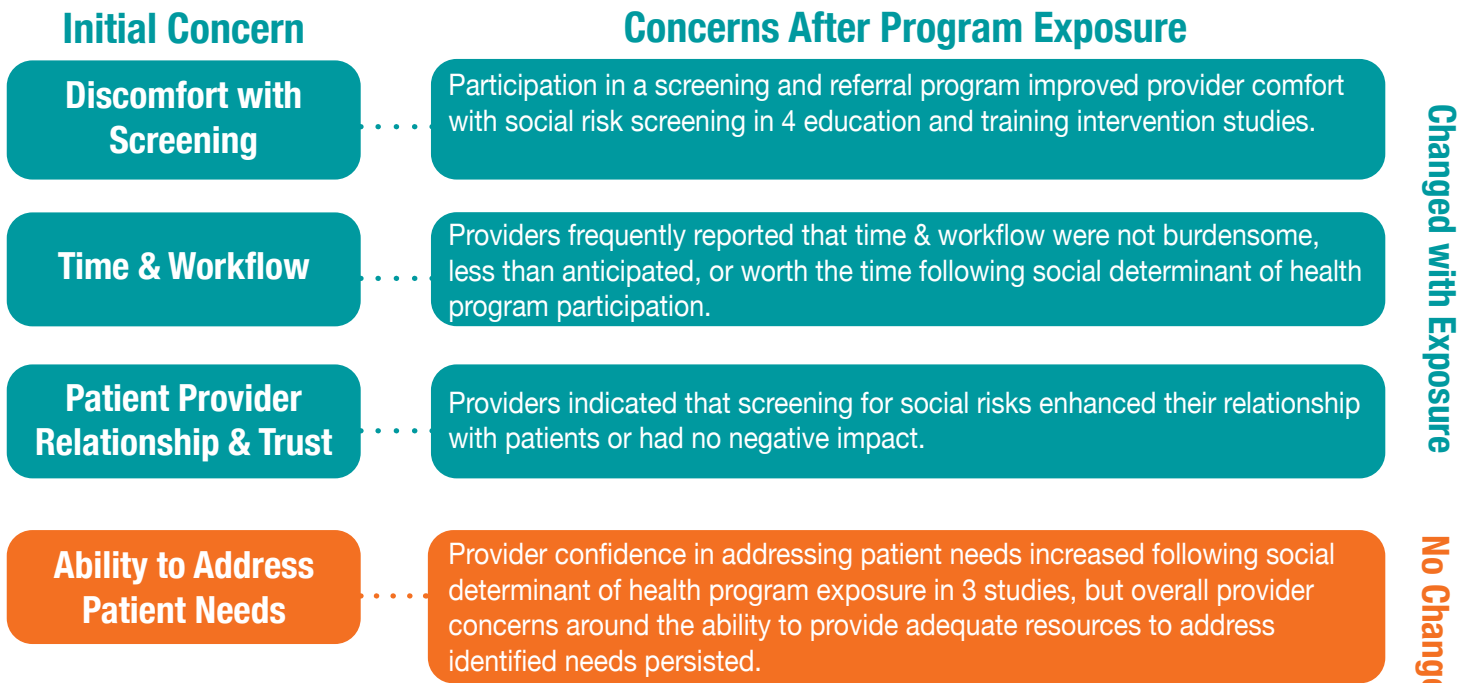 Initial Concern
Concerns After Program Exposure
Discomfort with
Screening
Participation in a screening and referral program improved provider comfort
with social risk screening in 4 education and training intervention studies.
Time & Workflow
Providers frequently reported that time & workflow were not burdensome,
less than anticipated, or worth the time following social determinant of health
program participation.
Patient Provider
Relationship & Trust
Providers indicated that screening for social risks enhanced their relationship
with patients or had no negative impact.
Changed with Exposure
Ability to Address
Patient Needs
Provider confidence in addressing patient needs increased following social
determinant of health program exposure in 3 studies, but overall provider
concerns around the ability to provide adequate resources to address
identified needs persisted.
No Change